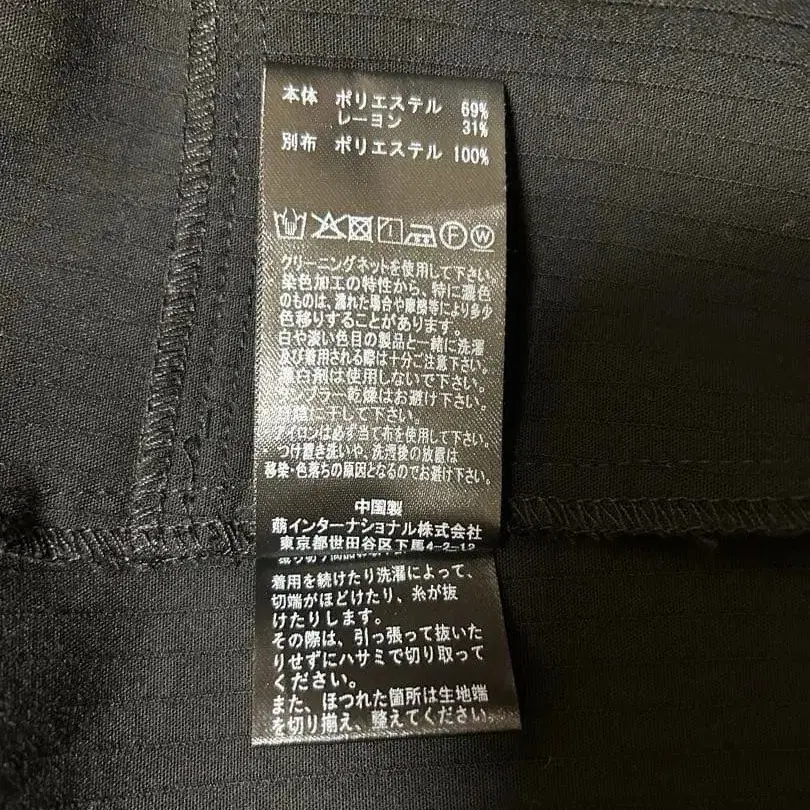 本体 ポリエステル 69%
レーヨン 31%
別布 ポリエステル 100%
F W
クリーニングネットを使用して下さい。
染色加工の特性から、特に濃色
のものは、濡れた場合や摩擦等により多少
色移りすることがあります。
白や淡い色目の製品と一緒に洗濯
及び着用される際は十分ご注意下さい。
漂白剤は使用しないで下さい。
タンブラー乾燥はお避け下さい。
に干して下さい。
アイロンは必ず当て布を使用して下さい。
つけ置き洗いや、洗濯後の放置は
移染・色落ちの原因となるのでお避け下さい。
中国製
萌インターナショナル株式会社
東京都世田谷区下馬4-2-12
着用を続けたり洗濯によって、
切端がほどけたり、糸が抜
けたりします。
その際は、引っ張って抜いた
りせずにハサミで切り取って
ください。
また、ほつれた箇所は生地端
を切り揃え、整えてください。